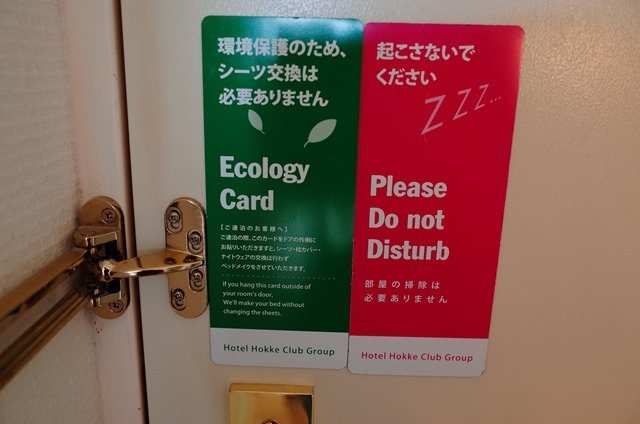 環境保護のため、
シーツ交換は
必要ありません
Ecology
Card
【ご連泊のお客様へ】
ご連泊の際、このカードをドアの外側に
お貼りいただきますと、シーツ・枕カバー・
ナイトウェアの交換は行わず
ベッドメイクをさせていただきます。
If you hang this card outside of
your room's door,
We'll make your bed without
changing the sheets.
Hotel Hokke Club Group
起こさないで
ください
Z Z Z...
Please
Do not
Disturb
部屋の掃除は
必要ありません
Hotel Hokke Club Group